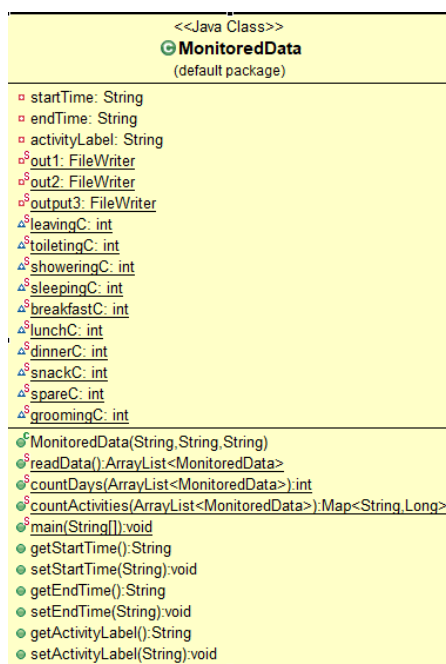 <<Java Class>>
MonitoredData
(default package)
startTime: String
endTime: String
activityLabel: String
out1: FileWriter
out2: FileWriter
output3: FileWriter
leavingC: int
toiletingC: int
showeringC: int
sleepingC: int
breakfastC: int
lunchC: int
dinnerC: int
snackC: int
spareC: int
groomingC: int
MonitoredData(String,String,String)
readData():ArrayList<MonitoredData>
countDays(ArrayList<MonitoredData>):int
countActivities(ArrayList<MonitoredData>):Map<String,Long>
main(String[]):void
getStartTime():String
setStartTime(String):void
getEndTime():String
setEndTime(String):void
getActivityLabel():String
setActivityLabel(String):void